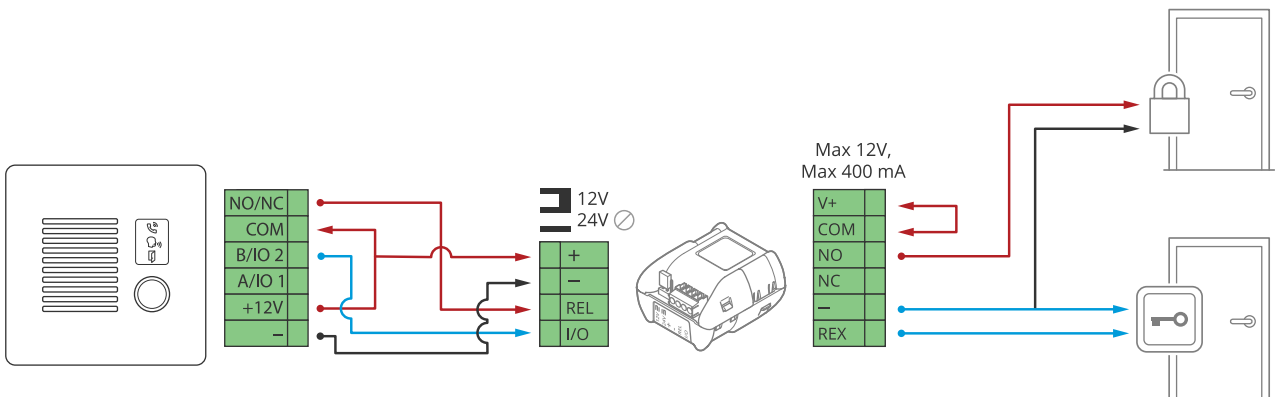 NO/NC
COM
B/IO 2
A/IO 1
+12V
–
12V
24V
+
–
REL
I/O
Max 12V,
Max 400 mA
V+
COM
NO
NC
–
REX